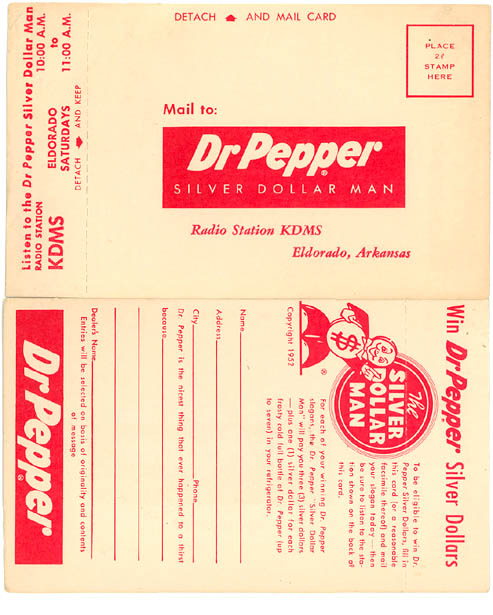 DETACH AND MAIL CARD
PLACE
2¢
STAMP
HERE
Mail to:
Dr Pepper
SILVER DOLLAR MAN
Radio Station KDMS
Eldorado, Arkansas
Listen to the Dr Pepper Silver Dollar Man
RADIO STATION 10:00 A.M.
KDMS
ELDORADO to
SATURDAYS 11:00 A.M.
DETACH AND KEEP
Win Dr Pepper Silver Dollars
The
SILVER
DOLLAR
MAN
$
®
Copyright 1952
To be eligible to win Dr.
Pepper Silver Dollars, fill in
this card (or a reasonable
facsimile thereof) and mail
your slogan today — then
be sure to listen to the sta-
tion shown on the back of
this card.
For each of your winning Dr. Pepper
slogans, the Dr. Pepper "Silver Dollar
Man" will pay you three (3) silver dollars
— plus one (1) silver dollar for each
frosty cold full bottle of Dr Pepper (up
to seven) in your refrigerator.
Name
Address
City Phone
Dr. Pepper is the nicest thing that ever happened to a thirst
because
Dealer's Name
Entries will be selected on basis of originality and contents
of message
Dr Pepper
®